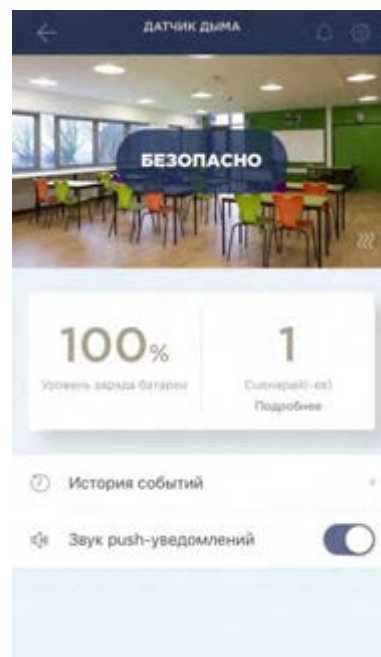 ДАТЧИК ДЫМА
БЕЗОПАСНО
100%
Уровень заряда батареи
1
Сценарий(-ев)
Подробнее
История событий
Звук push-уведомлений